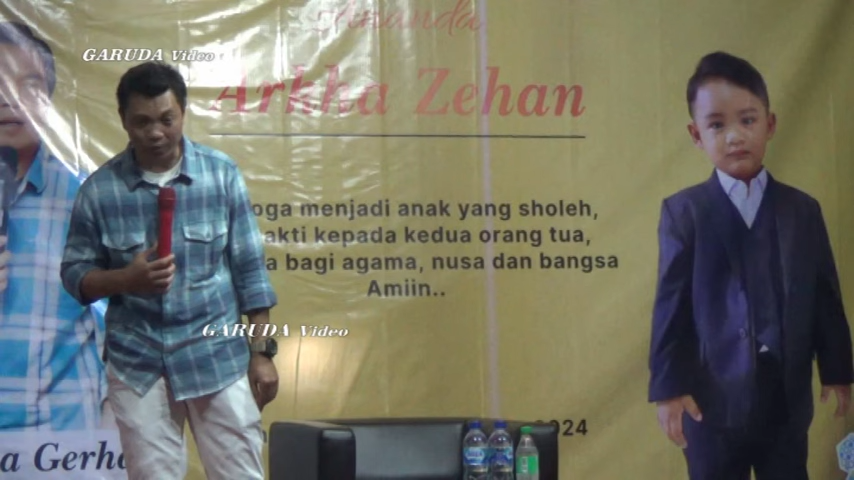 GARUDA Video
Ananda
Arkha Zehan
oga menjadi anak yang sholeh,
akti kepada kedua orang tua,
a bagi agama, nusa dan bangsa
Amiin..
GARUDA Video
2024
a Gerh